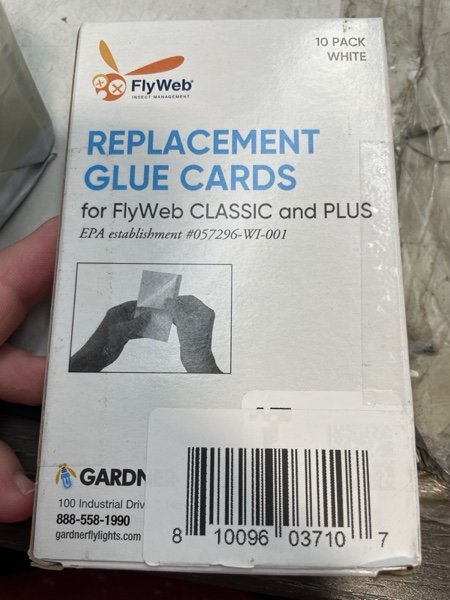 10 PACK
WHITE
FlyWeb®
INSECT MANAGEMENT
REPLACEMENT
GLUE CARDS
for FlyWeb CLASSIC and PLUS
EPA establishment #057296-WI-001
GARDN
100 Industrial Driv
888-558-1990
gardnerflylights.com
8 10096 03710 7